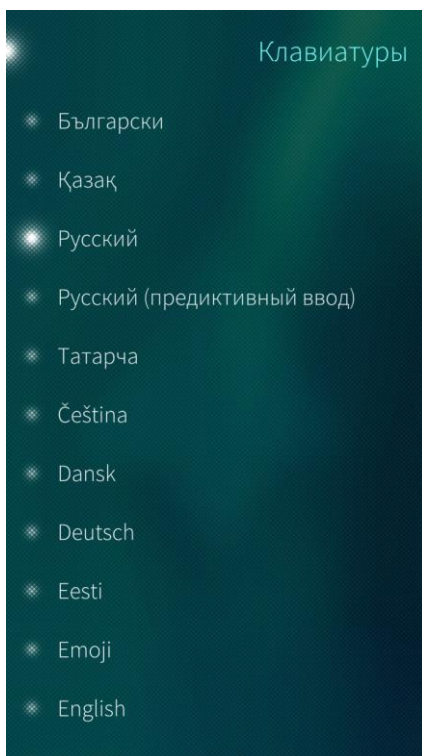 Клавиатуры
Български
Қазақ
Русский
Русский (предиктивный ввод)
Татарча
Čeština
Dansk
Deutsch
Eesti
Emoji
English